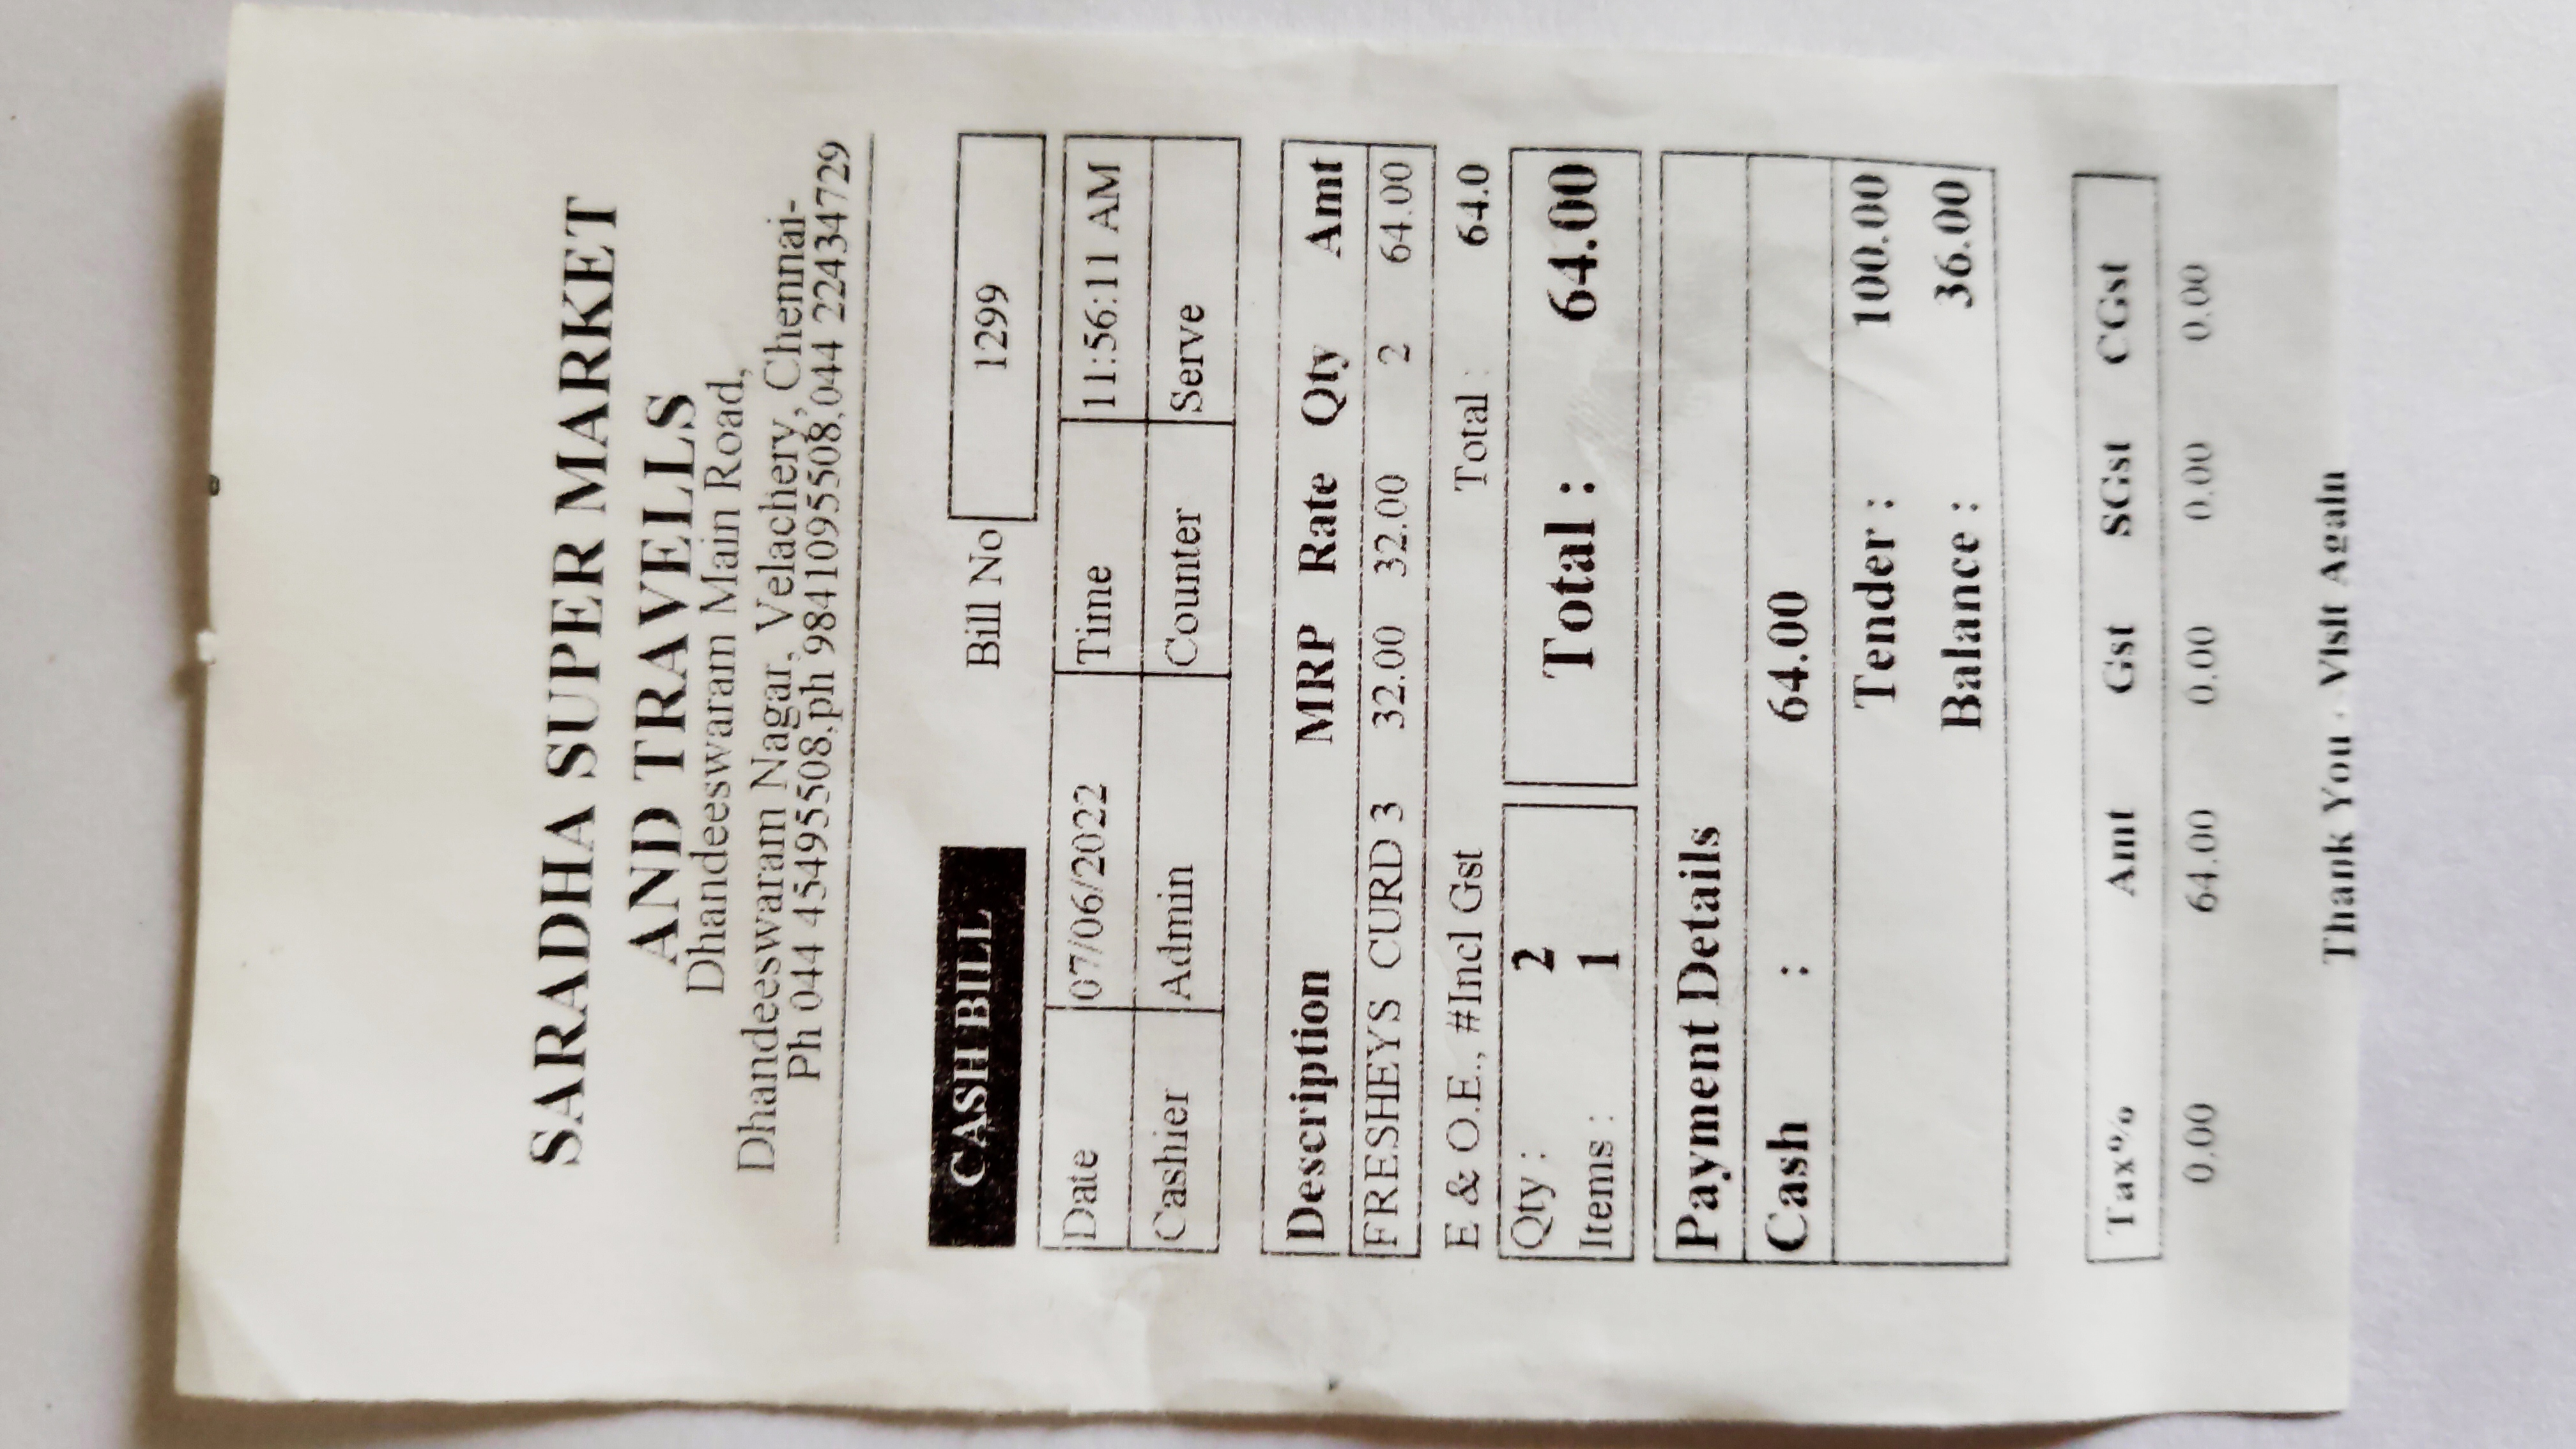 SARADHA SUPER MARKET
AND TRAVELLS
Dhandeeswaram Main Road,
Dhandeeswaram Nagar, Velachery, Chennai-
Ph 044 45495508,ph 9841095508,044 22434729
CASH BILL Bill No 1299
Date 07/06/2022 Time 11:56:11 AM
Cashier Admin Counter Serve
Description MRP Rate Qty Amt
FRESHEYS CURD 3 32.00 32.00 2 64.00
E & O.E., #Incl Gst Total : 64.0
Qty : 2
Items : 1
Total : 64.00
Payment Details
Cash : 64.00
Tender : 100.00
Balance : 36.00
Tax% Amt Gst SGst CGst
0.00 64.00 0.00 0.00 0.00
Thank You - Visit Again